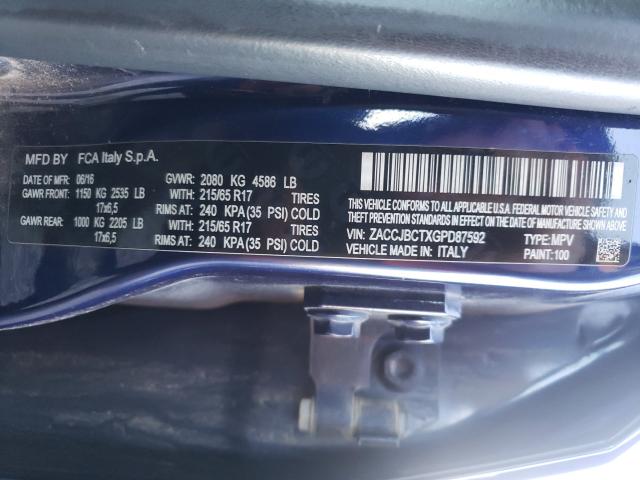 MFD BY FCA Italy S.p.A.
DATE OF MFR: 06/16 GVWR: 2080 KG 4586 LB
GAWR FRONT: 1150 KG 2535 LB WITH: 215/65 R17 TIRES
17x6,5 RIMS AT: 240 KPA(35 PSI) COLD
GAWR REAR: 1000 KG 2205 LB WITH: 215/65 R17 TIRES
17x6,5 RIMS AT: 240 KPA(35 PSI) COLD
THIS VEHICLE CONFORMS TO ALL APPLICABLE U.S.A. FEDERAL MOTOR VEHICLE SAFETY
AND THEFT PREVENTION STANDARDS IN EFFECT ON THE DATE OF MANUFACTURE SHOWN ABOVE
VIN: ZACCJBCTXGPD87592 TYPE: MPV
VEHICLE MADE IN: ITALY PAINT: 100